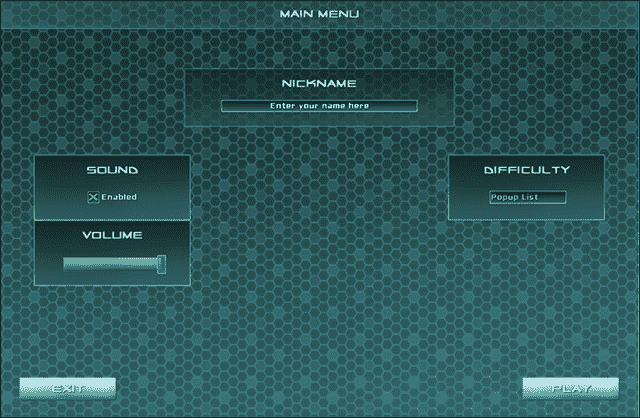 MAIN MENU
NICKNAME
Enter your name here
SOUND
Enabled
DIFFICULTY
Popup List
VOLUME
EXIT
PLAY